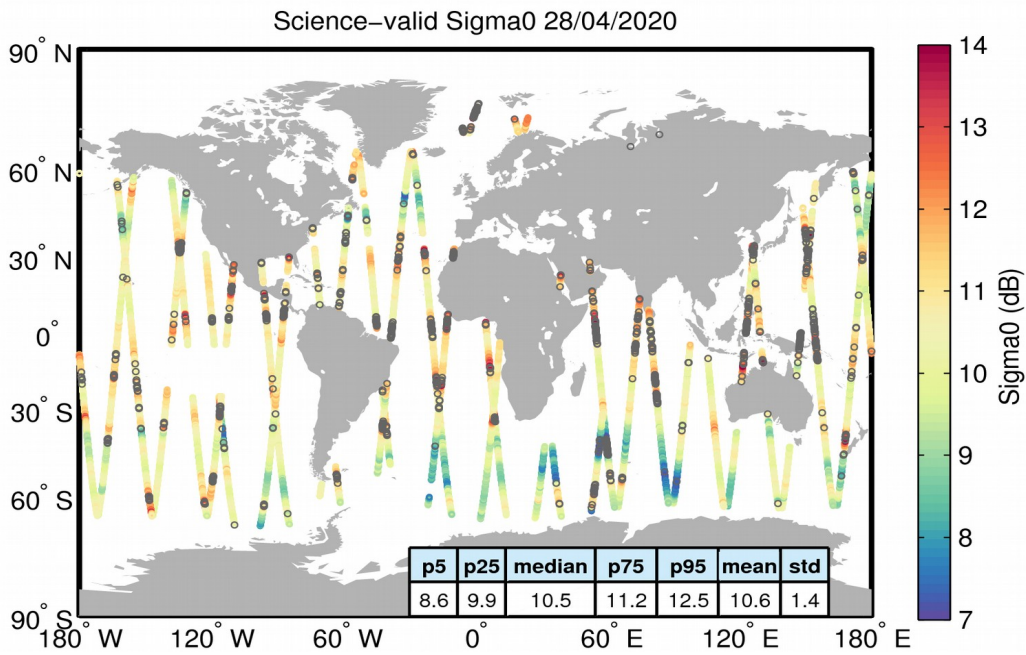 Science−valid Sigma0 28/04/2020
90° N
60° N
30° N
0°
30° S
60° S
90° S
180° W
120° W
60° W
0°
60° E
120° E
180° E
p5 p25 median p75 p95 mean std
8.6 9.9 10.5 11.2 12.5 10.6 1.4
14
13
12
11
10
9
8
7
Sigma0 (dB)